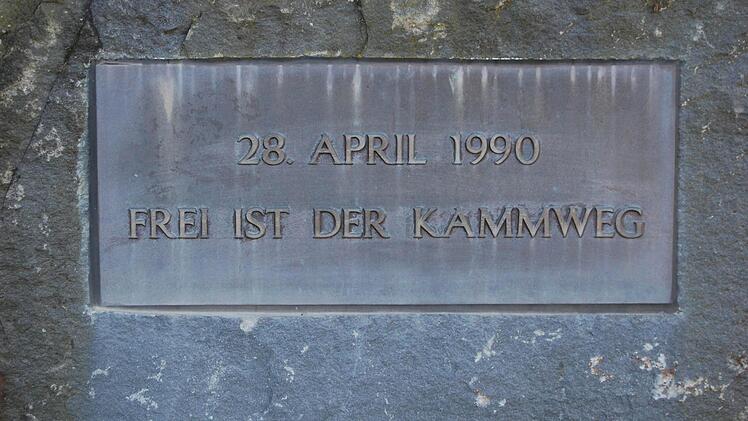 28. APRIL 1990
FREI IST DER KAMMWEG